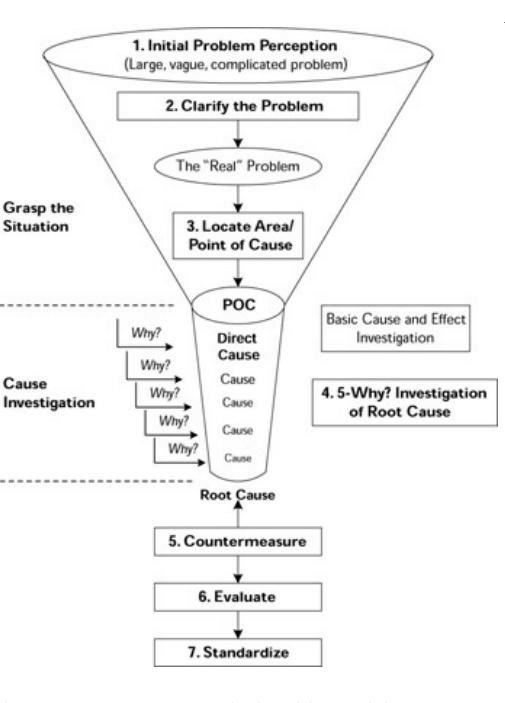 1. Initial Problem Perception
(Large, vague, complicated problem)
2. Clarify the Problem
The "Real" Problem
Grasp the
Situation
3. Locate Area/
Point of Cause
POC
Basic Cause and Effect
Investigation
Direct
Cause
Why?
Why?
Why?
Why?
Why?
Cause
Cause
Cause
Cause
Cause
Investigation
4. 5-Why? Investigation
of Root Cause
Root Cause
5. Countermeasure
6. Evaluate
7. Standardize